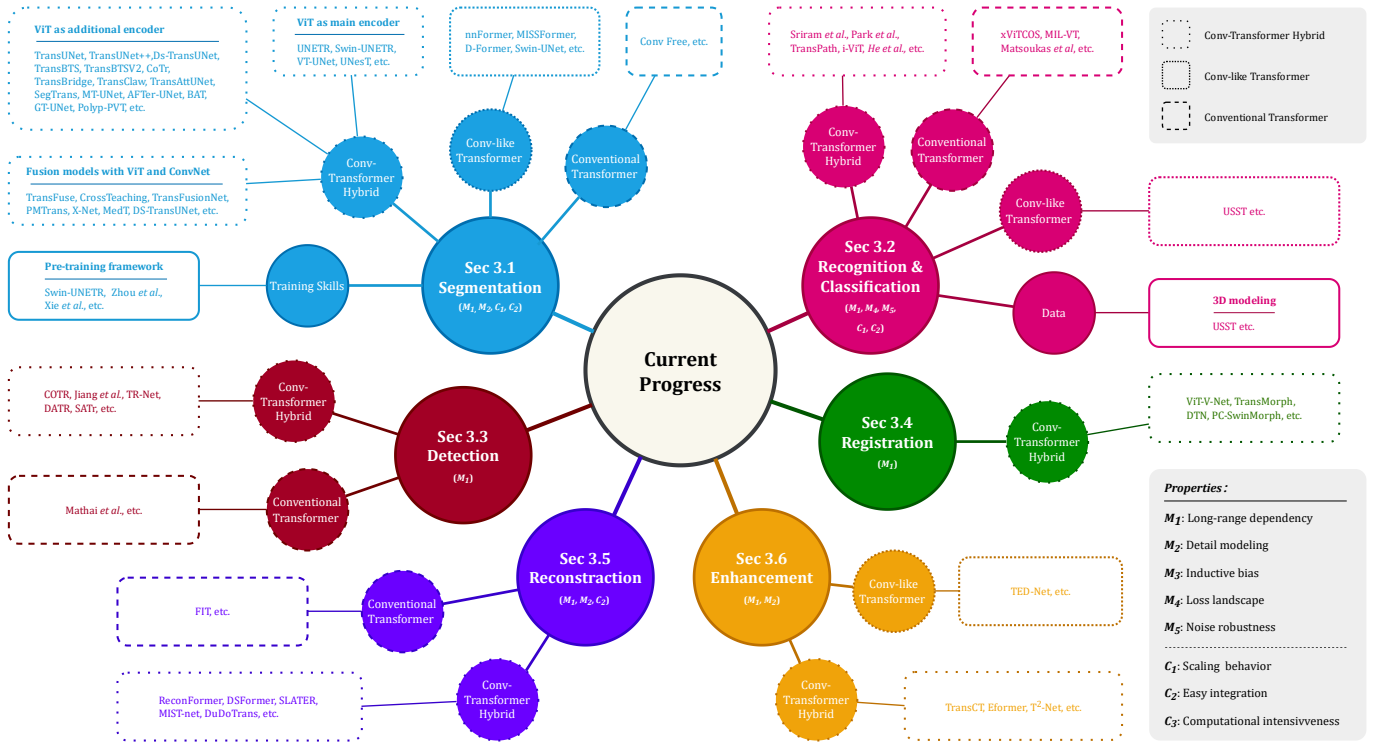 ViT as additional encoder
TransUNet, TransUNet++,Ds-TransUNet,
TransBTS, TransBTSV2, CoTr,
TransBridge, TransClaw, TransAttUNet,
SegTrans, MT-UNet, AFTer-UNet, BAT,
GT-UNet, Polyp-PVT, etc.
ViT as main encoder
UNETR, Swin-UNETR,
VT-UNet, UNesT, etc.
nnFormer, MISSFormer,
D-Former, Swin-UNet, etc.
Conv Free, etc.
Fusion models with ViT and ConvNet
TransFuse, CrossTeaching, TransFusionNet,
PMTrans, X-Net, MedT, DS-TransUNet, etc.
Pre-training framework
Swin-UNETR, Zhou et al.,
Xie et al., etc.
Conv-
Transformer
Hybrid
Conv-like
Transformer
Conventional
Transformer
Training Skills
Sec 3.1
Segmentation
(M1, M2, C1, C2)
Sriram et al., Park et al.,
TransPath, i-ViT, He et al., etc.
xViTCOS, MIL-VT,
Matsoukas et al, etc.
Conv-
Transformer
Hybrid
Conventional
Transformer
Conv-like
Transformer
USST etc.
Sec 3.2
Recognition &
Classification
(M1, M4, M5,
C1, C2)
Data
3D modeling
USST etc.
Conv-Transformer Hybrid
Conv-like Transformer
Conventional Transformer
Current
Progress
COTR, Jiang et al., TR-Net,
DATR, SATr, etc.
Conv-
Transformer
Hybrid
Sec 3.3
Detection
(M1)
Mathai et al., etc.
Conventional
Transformer
Sec 3.4
Registration
(M1)
Conv-
Transformer
Hybrid
ViT-V-Net, TransMorph,
DTN, PC-SwinMorph, etc.
FIT, etc.
Conventional
Transformer
Sec 3.5
Reconstraction
(M1, M2, C2)
ReconFormer, DSFormer, SLATER,
MIST-net, DuDoTrans, etc.
Conv-
Transformer
Hybrid
Sec 3.6
Enhancement
(M1, M2)
Conv-like
Transformer
TED-Net, etc.
Conv-
Transformer
Hybrid
TransCT, Eformer, T2-Net, etc.
Properties:
M1: Long-range dependency
M2: Detail modeling
M3: Inductive bias
M4: Loss landscape
M5: Noise robustness
C1: Scaling behavior
C2: Easy integration
C3: Computational intensivveness